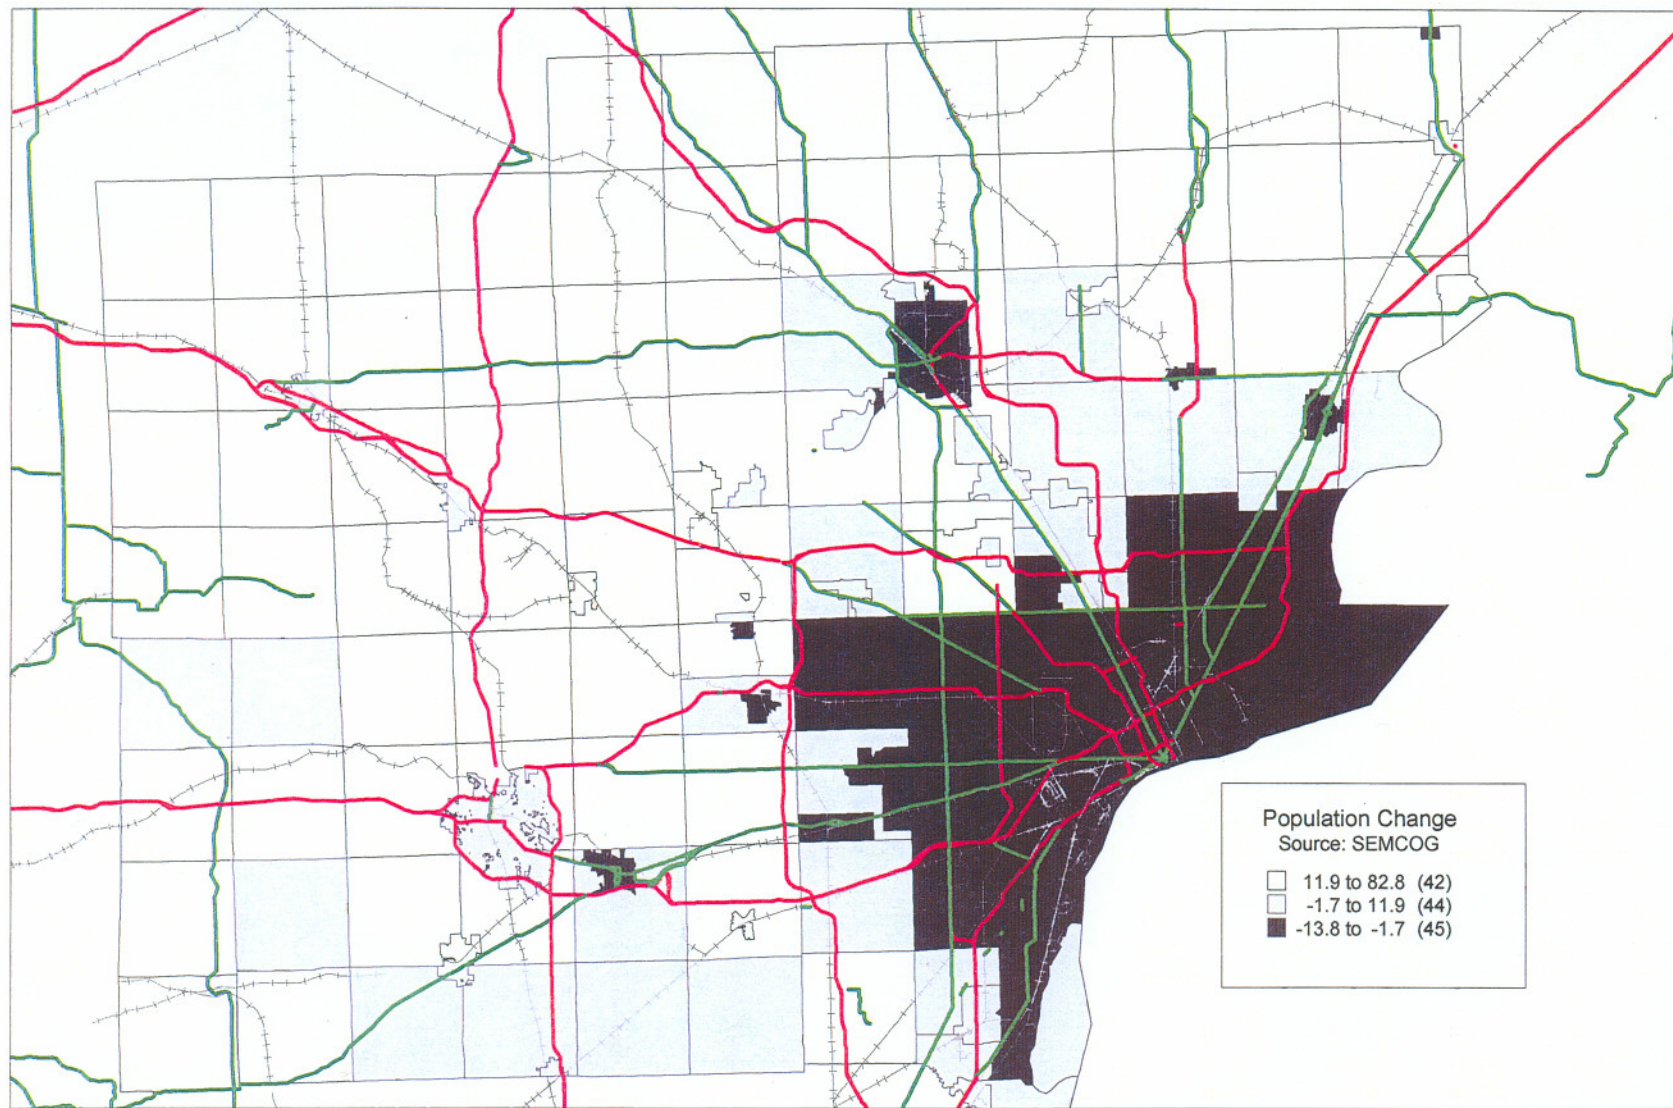 Population Change
Source: SEMCOG
11.9 to 82.8 (42)
-1.7 to 11.9 (44)
-13.8 to -1.7 (45)